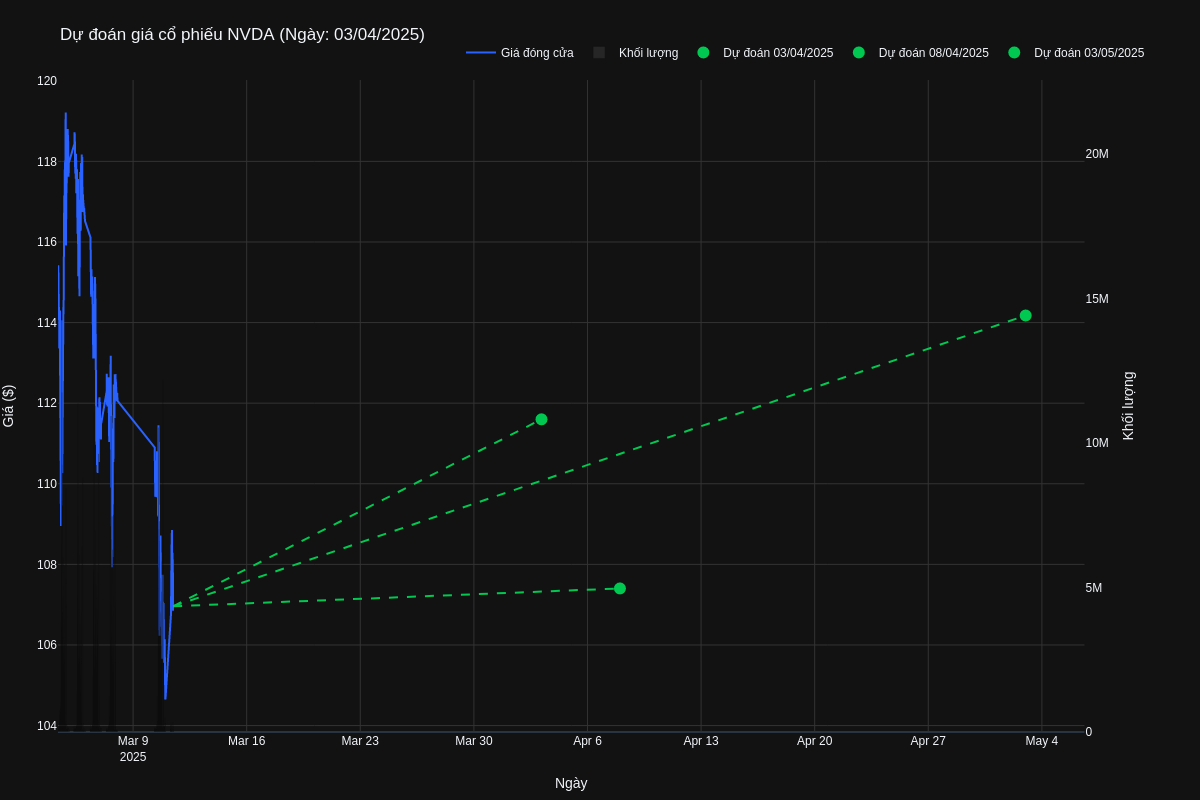 Dự đoán giá cổ phiếu NVDA (Ngày: 03/04/2025)
Giá đóng cửa
Khối lượng
Dự đoán 03/04/2025
Dự đoán 08/04/2025
Dự đoán 03/05/2025
120
118
116
114
112
110
108
106
104
Giá ($)
20M
15M
10M
5M
0
Khối lượng
Mar 9
2025
Mar 16
Mar 23
Mar 30
Apr 6
Apr 13
Apr 20
Apr 27
May 4
Ngày